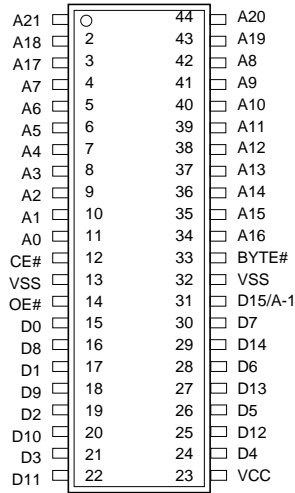 A21 44 A20
A18 2 43 A19
A17 3 42 A8
A7 4 41 A9
A6 5 40 A10
A5 6 39 A11
A4 7 38 A12
A3 8 37 A13
A2 9 36 A14
A1 10 35 A15
A0 11 34 A16
CE# 12 33 BYTE#
VSS 13 32 VSS
OE# 14 31 D15/A-1
D0 15 30 D7
D8 16 29 D14
D1 17 28 D6
D9 18 27 D13
D2 19 26 D5
D10 20 25 D12
D3 21 24 D4
D11 22 23 VCC